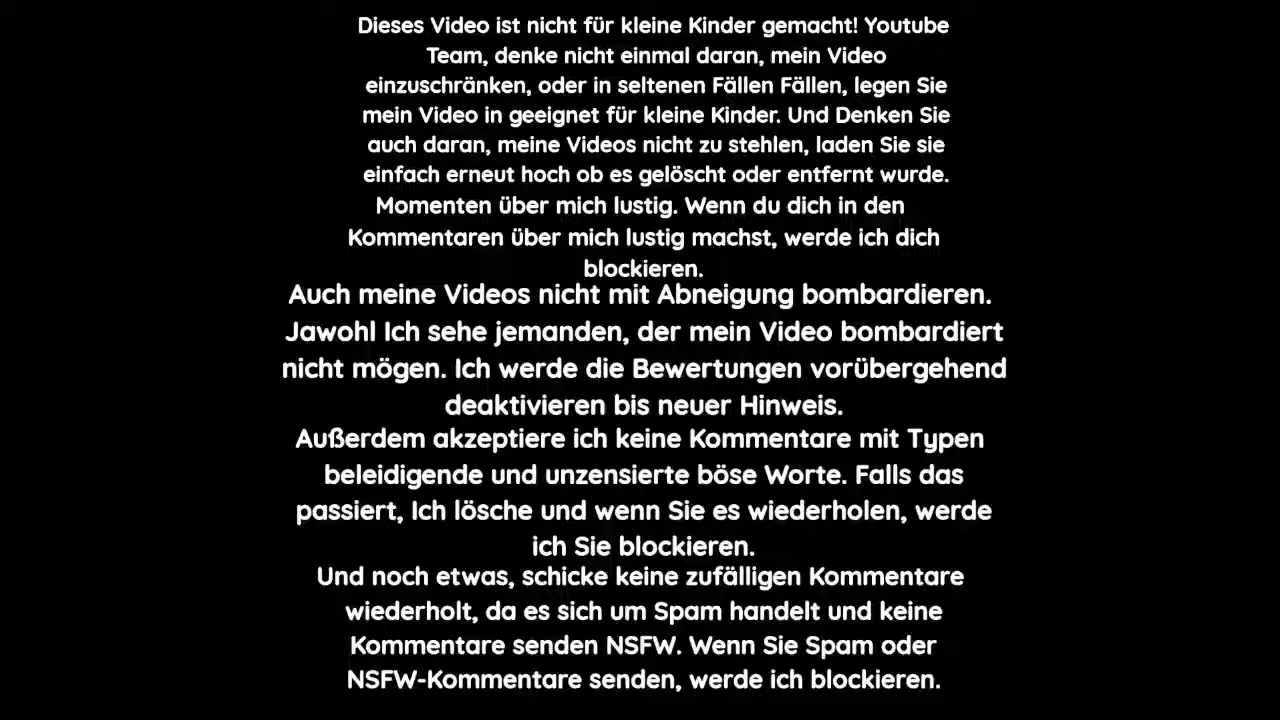 Dieses Video ist nicht für kleine Kinder gemacht! Youtube
Team, denke nicht einmal daran, mein Video
einzuschränken, oder in seltenen Fällen Fällen, legen Sie
mein Video in geeignet für kleine Kinder. Und Denken Sie
auch daran, meine Videos nicht zu stehlen, laden Sie sie
einfach erneut hoch ob es gelöscht oder entfernt wurde.
Momenten über mich lustig. Wenn du dich in den
Kommentaren über mich lustig machst, werde ich dich
blockieren.
Auch meine Videos nicht mit Abneigung bombardieren.
Jawohl Ich sehe jemanden, der mein Video bombardiert
nicht mögen. Ich werde die Bewertungen vorübergehend
deaktivieren bis neuer Hinweis.
Außerdem akzeptiere ich keine Kommentare mit Typen
beleidigende und unzensierte böse Worte. Falls das
passiert, Ich lösche und wenn Sie es wiederholen, werde
ich Sie blockieren.
Und noch etwas, schicke keine zufälligen Kommentare
wiederholt, da es sich um Spam handelt und keine
Kommentare senden NSFW. Wenn Sie Spam oder
NSFW-Kommentare senden, werde ich blockieren.